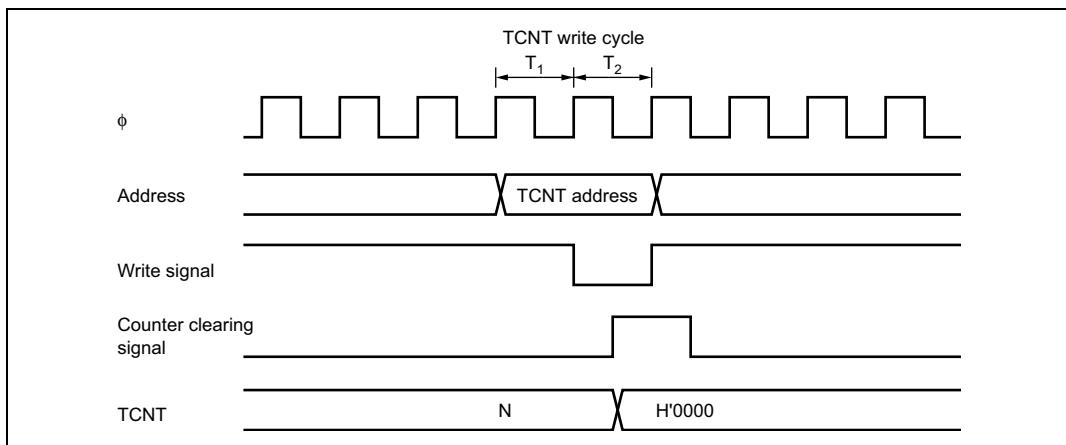 TCNT write cycle
T1 T2
ϕ
Address TCNT address
Write signal
Counter clearing
signal
TCNT N H'0000